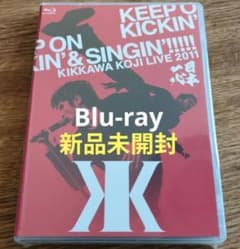 KEEP O
KICKIN'
P ON
KIN' & SINGIN'!!!!!
KIKKAWA KOJI LIVE 2011
Blu-ray
新品未開封
K